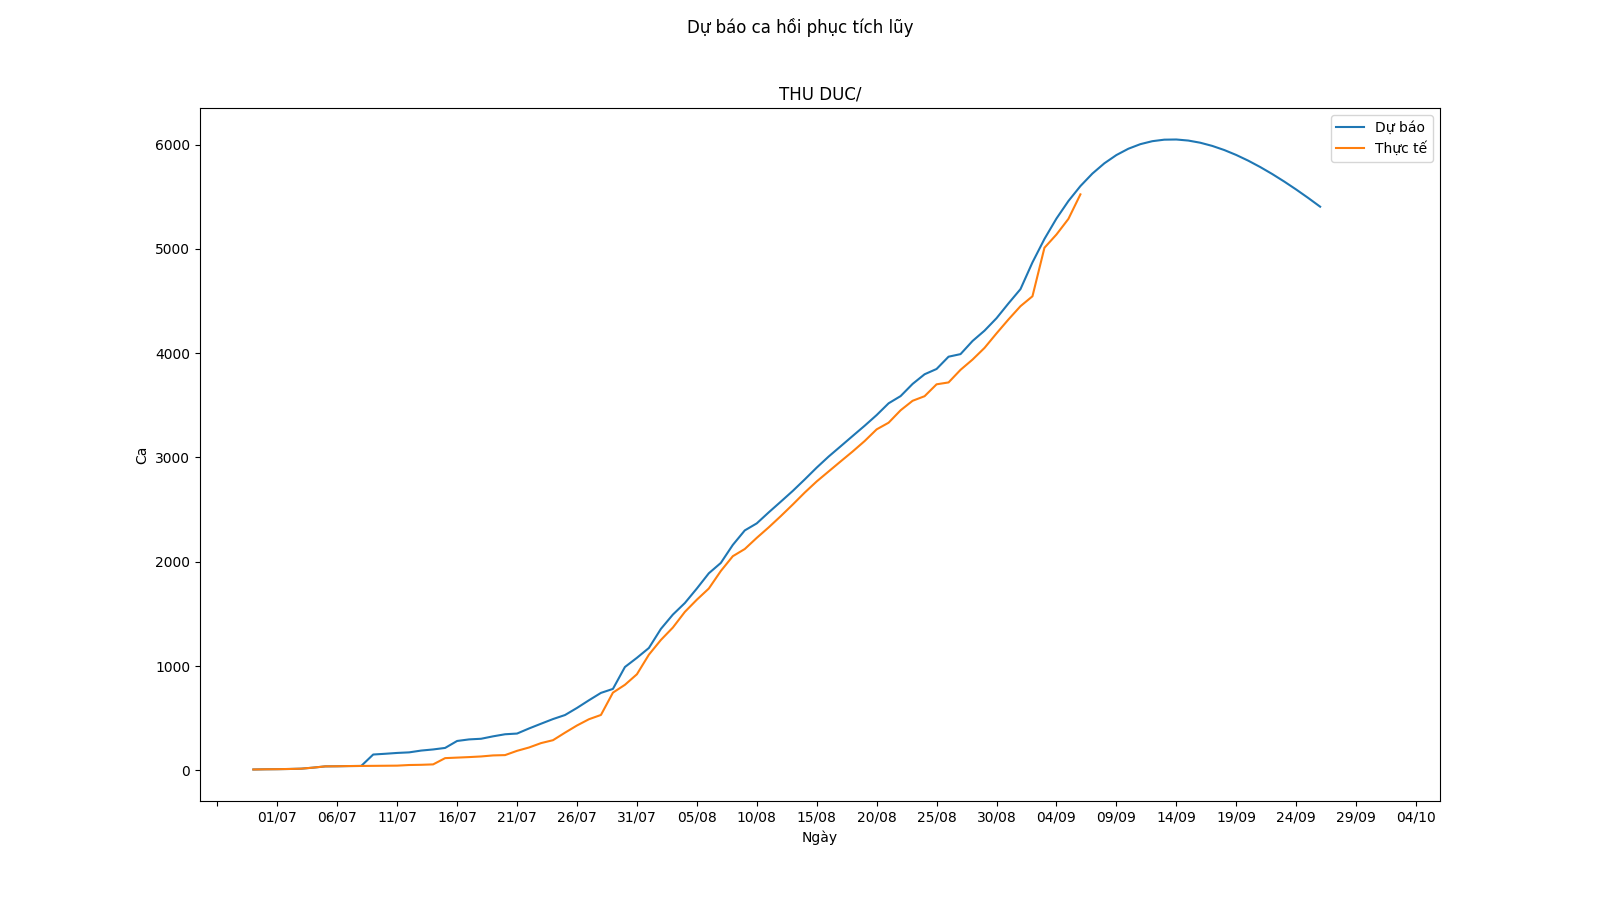 Dự báo ca hồi phục tích lũy
THU DUC/
Dự báo
Thực tế
6000
5000
4000
3000
2000
1000
0
Ca
01/07 06/07 11/07 16/07 21/07 26/07 31/07 05/08 10/08 15/08 20/08 25/08 30/08 04/09 09/09 14/09 19/09 24/09 29/09 04/10
Ngày